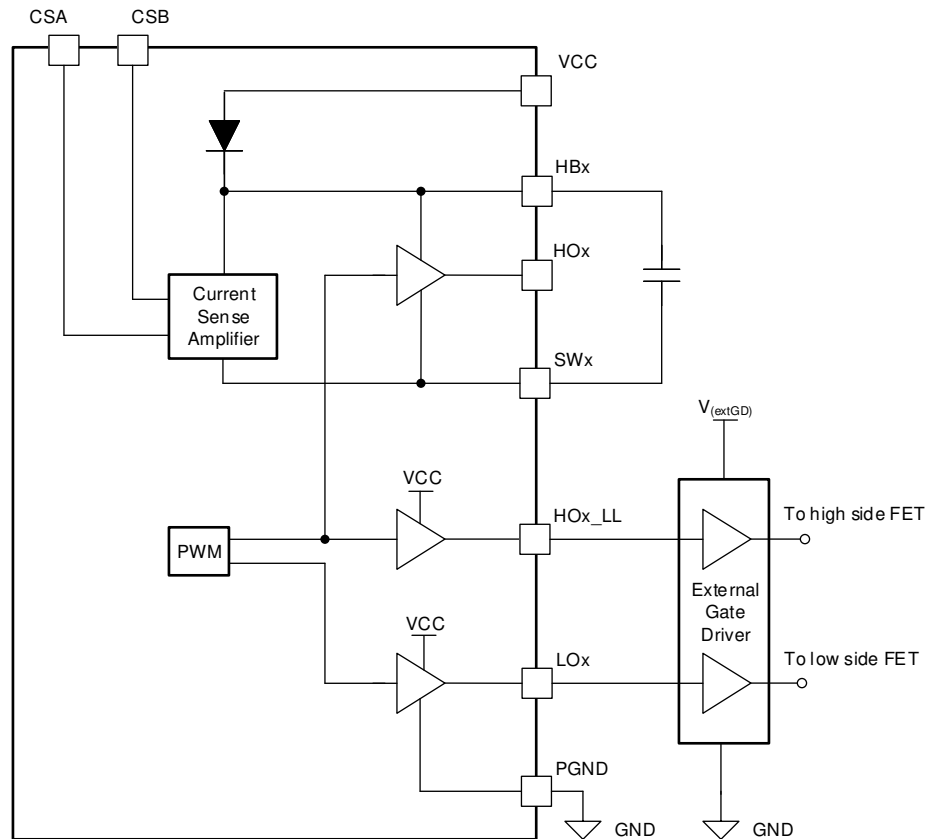 CSA
CSB
VCC
HBx
HOx
Current
Sense
Amplifier
SWx
V(extGD)
VCC
HOx_LL
To high side FET
PWM
External
Gate
Driver
VCC
LOx
To low side FET
PGND
GND
GND